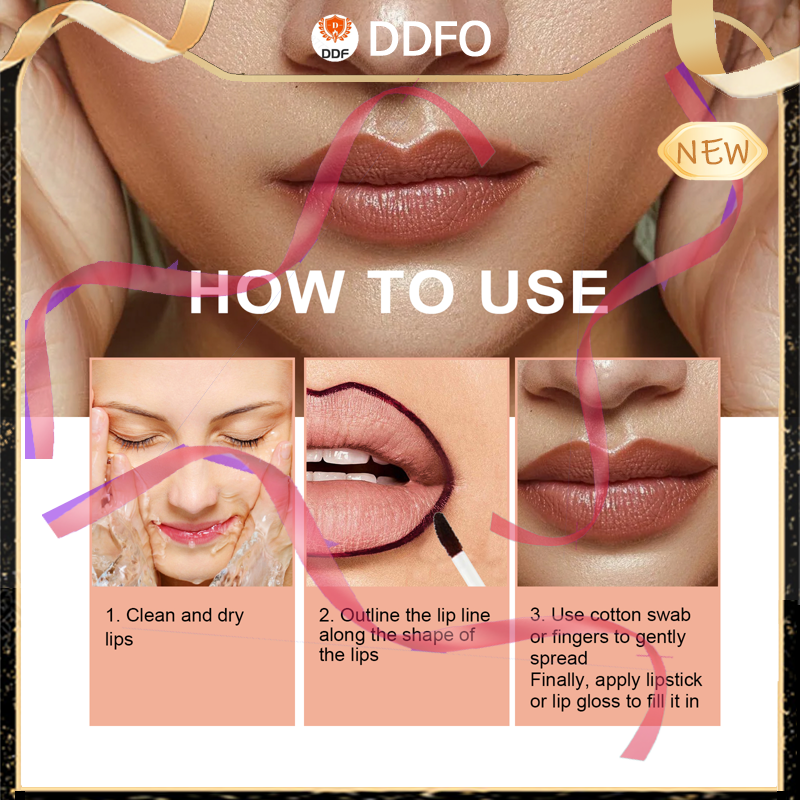 D
DDF
DDFO
NEW
HOW TO USE
1. Clean and dry
lips
2. Outline the lip line
along the shape of
the lips
3. Use cotton swab
or fingers to gently
spread
Finally, apply lipstick
or lip gloss to fill it in